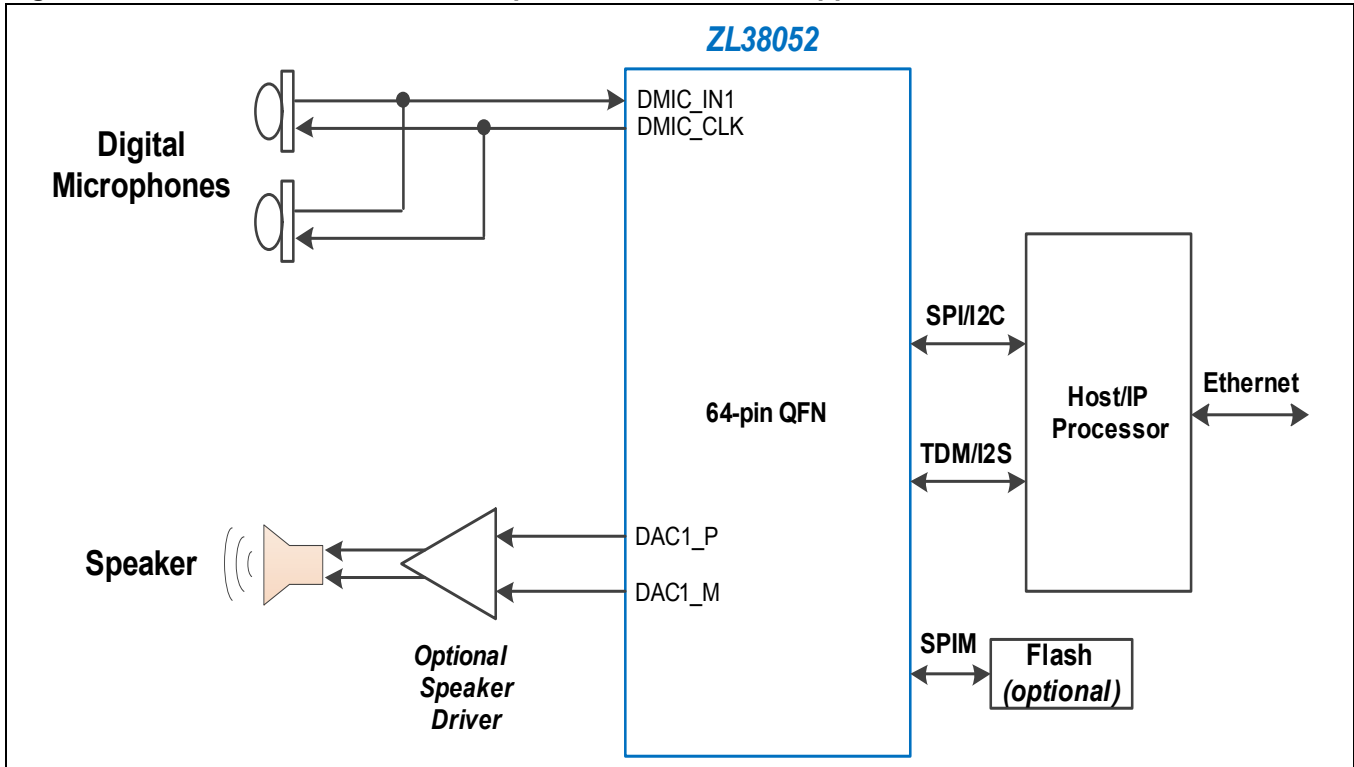 ZL38052
DMIC_IN1
DMIC_CLK
Digital
Microphones
SPI/I2C
Host/IP
Processor
Ethernet
64-pin QFN
TDM/I2S
DAC1_P
Speaker
DAC1_M
Optional
Speaker
Driver
SPIM
Flash
(optional)